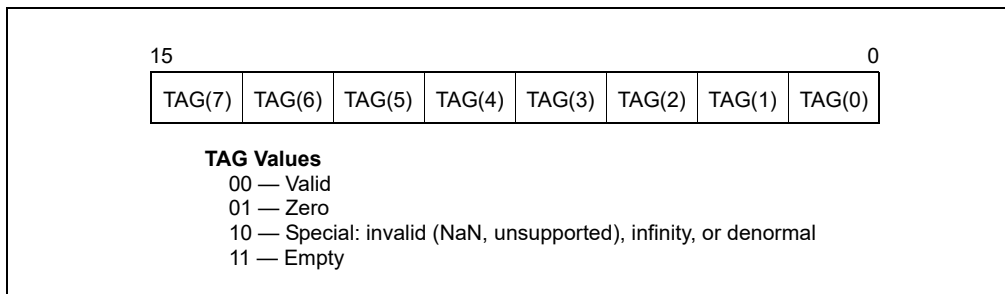 15 0
TAG(7) TAG(6) TAG(5) TAG(4) TAG(3) TAG(2) TAG(1) TAG(0)
TAG Values
00 — Valid
01 — Zero
10 — Special: invalid (NaN, unsupported), infinity, or denormal
11 — Empty